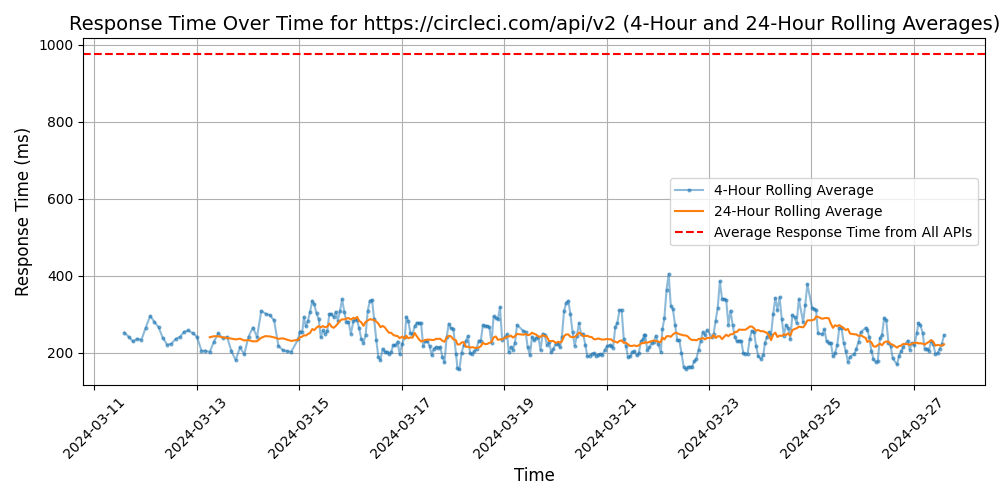 Response Time Over Time for https://circleci.com/api/v2 (4-Hour and 24-Hour Rolling Averages)
Response Time (ms)
1000
800
600
400
200
4-Hour Rolling Average
24-Hour Rolling Average
Average Response Time from All APIs
2024-03-11
2024-03-13
2024-03-15
2024-03-17
2024-03-19
2024-03-21
2024-03-23
2024-03-25
2024-03-27
Time